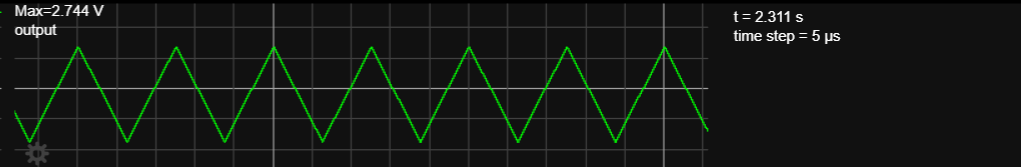 Max=2.744 V
output
t = 2.311 s
time step = 5 μs